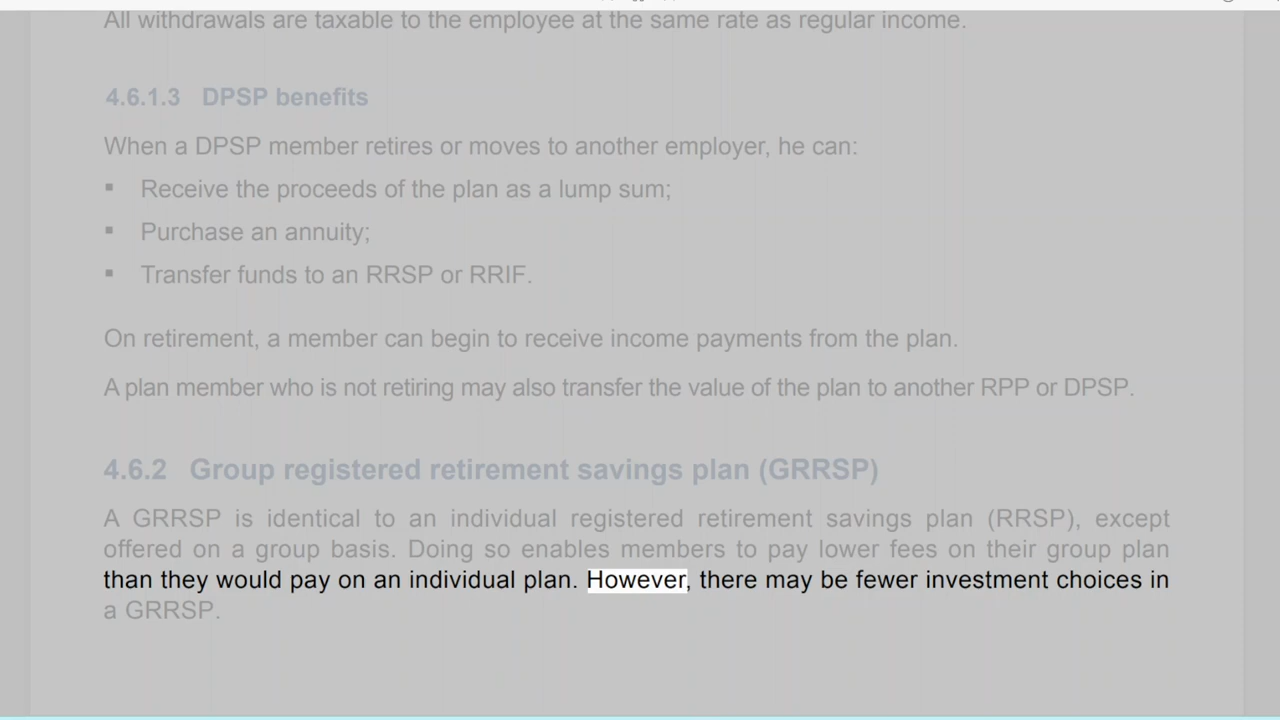 All withdrawals are taxable to the employee at the same rate as regular income.
4.6.1.3 DPSP benefits
When a DPSP member retires or moves to another employer, he can:
▪ Receive the proceeds of the plan as a lump sum;
▪ Purchase an annuity;
▪ Transfer funds to an RRSP or RRIF.
On retirement, a member can begin to receive income payments from the plan.
A plan member who is not retiring may also transfer the value of the plan to another RPP or DPSP.
4.6.2 Group registered retirement savings plan (GRRSP)
A GRRSP is identical to an individual registered retirement savings plan (RRSP), except
offered on a group basis. Doing so enables members to pay lower fees on their group plan
than they would pay on an individual plan. However, there may be fewer investment choices in
a GRRSP.